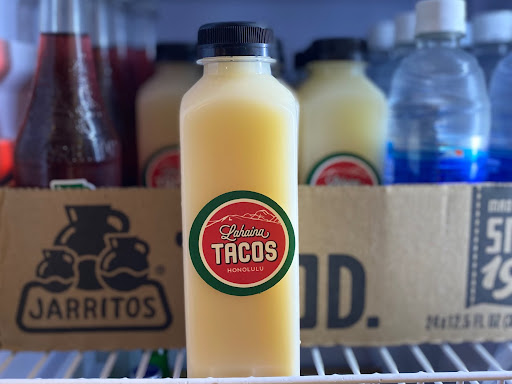 Lahaina
TACOS
HONOLULU
JARRITOS
®
OD.
24x12.5 FL OZ